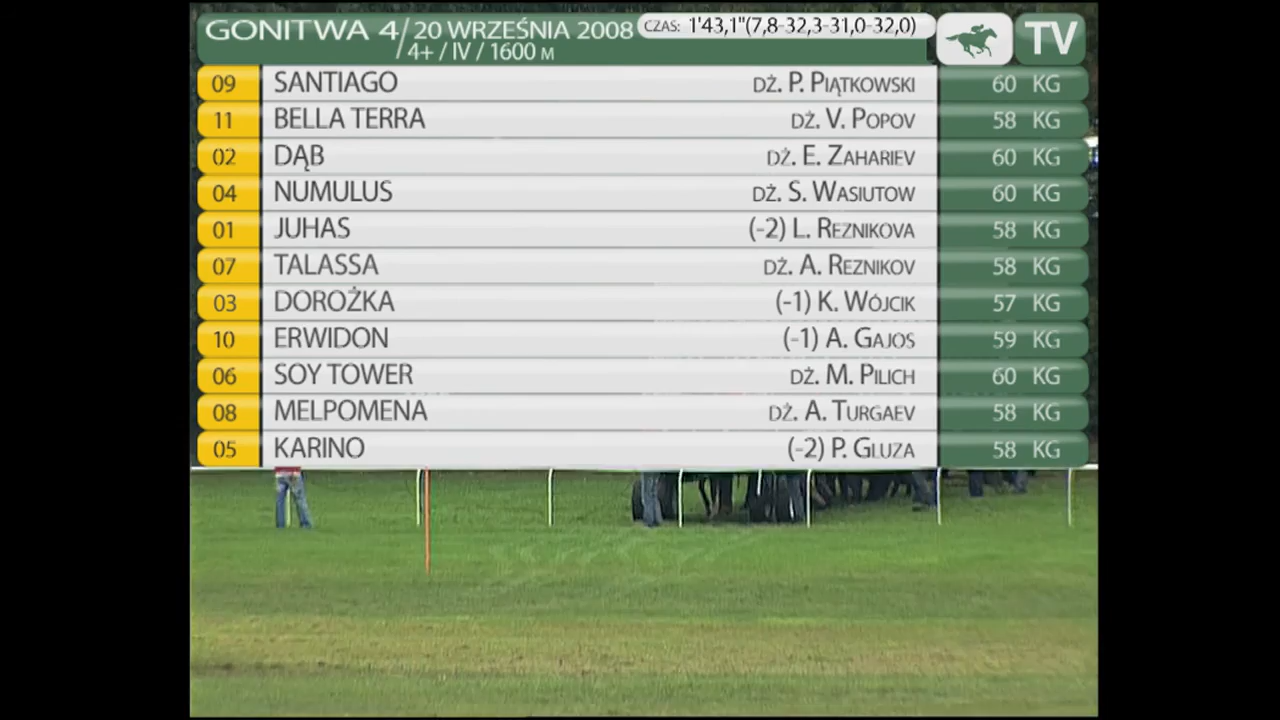 GONITWA 4/20 WRZEŚNIA 2008 CZAS: 1'43,1"(7,8-32,3-31,0-32,0) TV
4+ / IV / 1600 M
09 SANTIAGO DŻ. P. PIĄTKOWSKI 60 KG
11 BELLA TERRA DŻ. V. POPOV 58 KG
02 DĄB DŻ. E. ZAHARIEV 60 KG
04 NUMULUS DŻ. S. WASIUTOW 60 KG
01 JUHAS (-2) L. REZNIKOVA 58 KG
07 TALASSA DŻ. A. REZNIKOV 58 KG
03 DOROŻKA (-1) K. WÓJCIK 57 KG
10 ERWIDON (-1) A. GAJOS 59 KG
06 SOY TOWER DŻ. M. PILICH 60 KG
08 MELPOMENA DŻ. A. TURGAEV 58 KG
05 KARINO (-2) P. GLUZA 58 KG